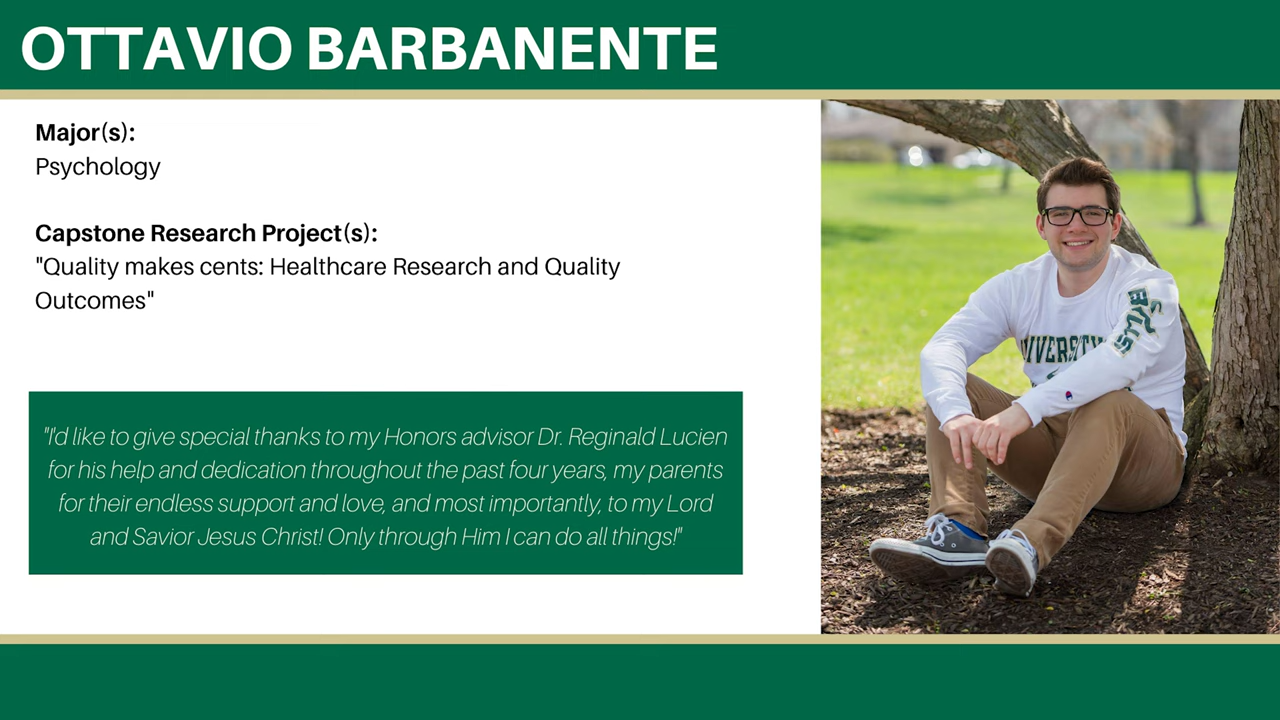 OTTAVIO BARBANENTE
Major(s):
Psychology
Capstone Research Project(s):
"Quality makes cents: Healthcare Research and Quality
Outcomes"
"I'd like to give special thanks to my Honors advisor Dr. Reginald Lucien
for his help and dedication throughout the past four years, my parents
for their endless support and love, and most importantly, to my Lord
and Savior Jesus Christ! Only through Him I can do all things!"